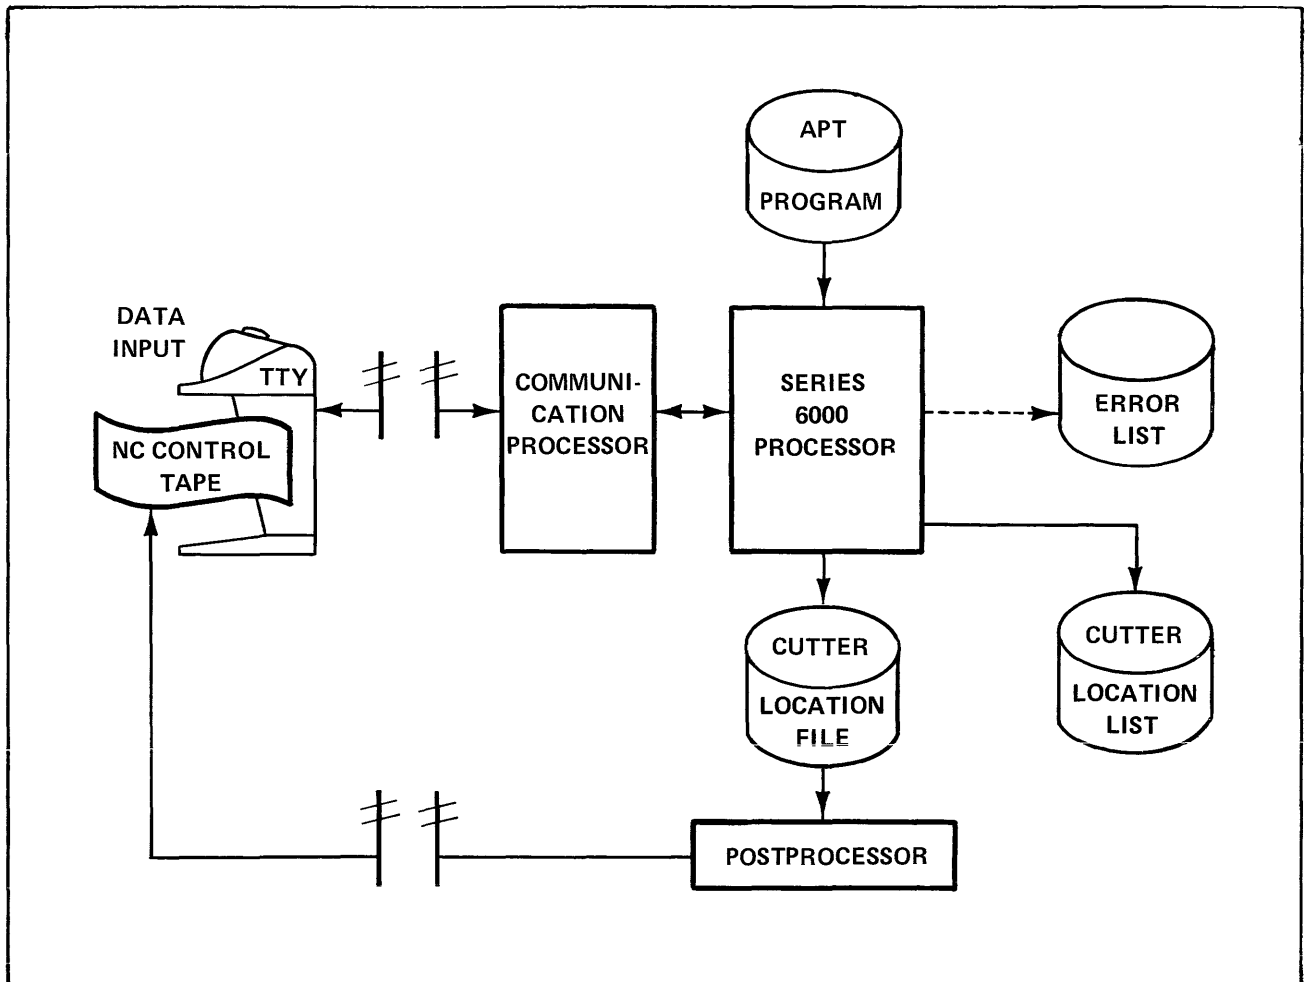 APT
PROGRAM
DATA
INPUT
TTY
NC CONTROL
TAPE
COMMUNI-
CATION
PROCESSOR
SERIES
6000
PROCESSOR
ERROR
LIST
CUTTER
LOCATION
FILE
CUTTER
LOCATION
LIST
POSTPROCESSOR